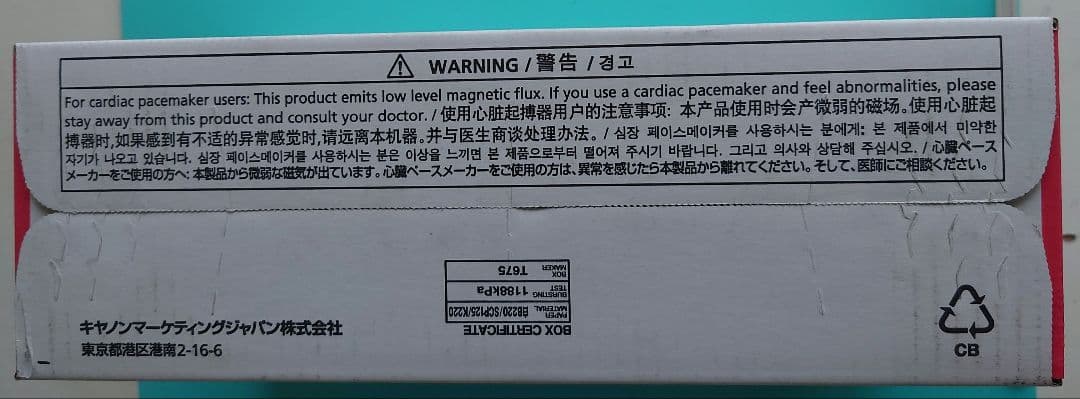 WARNING / 警告 / 경고
For cardiac pacemaker users: This product emits low level magnetic flux. If you use a cardiac pacemaker and feel abnormalities, please
stay away from this product and consult your doctor. / 使用心脏起搏器用户的注意事项: 本产品使用时会产微弱的磁场。使用心脏起
搏器时,如果感到有不适的异常感觉时,请远离本机器。并与医生商谈处理办法。 / 심장 페이스메이커를 사용하시는 분에게: 본 제품에서 미약한
자기가 나오고 있습니다. 심장 페이스메이커를 사용하시는 분은 이상을 느끼면 본 제품으로부터 떨어져 주시기 바랍니다. 그리고 의사와 상담해 주십시오. / 心臓ペース
メーカーをご使用の方へ: 本製品から微弱な磁気が出ています。心臓ペースメーカーをご使用の方は、異常を感じたら本製品から離れてください。そして、医師にご相談ください。
BOX CERTIFICATE
PAPER MATERIAL BB220/SCP125/K220
BURSTING TEST 1188kPa
BOX MAKER T675
キヤノンマーケティングジャパン株式会社
東京都港区港南2-16-6
CB